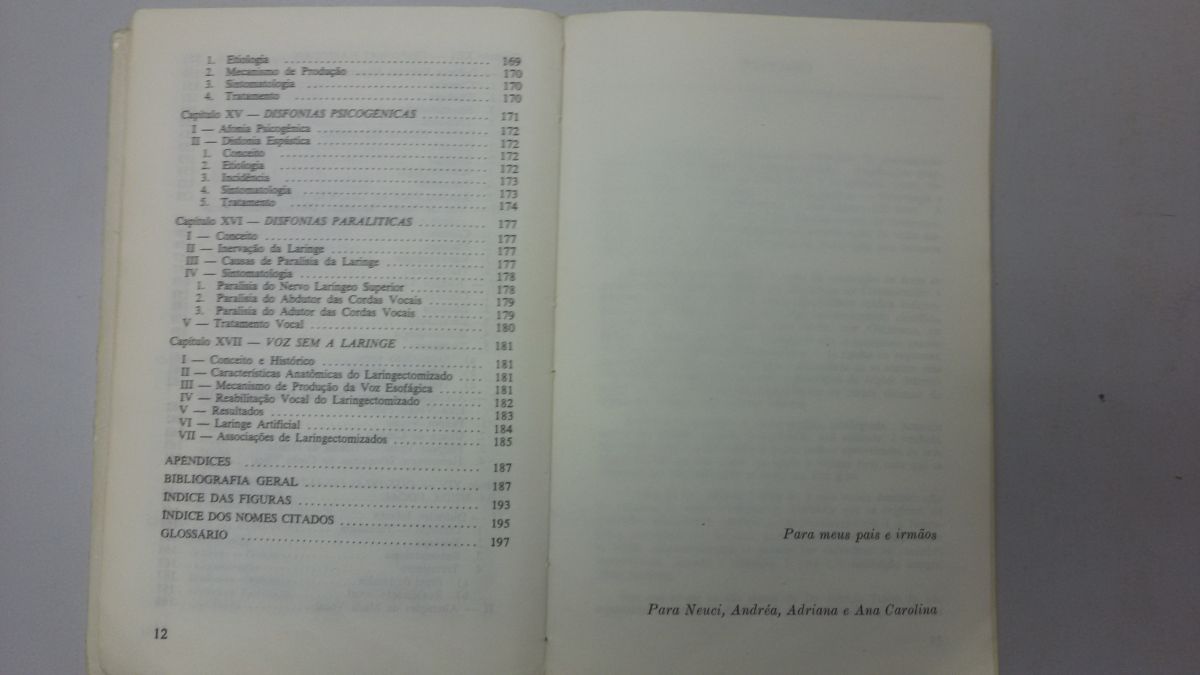 1. Etiologia ........ 169
2. Mecanismo de Produção ........ 170
3. Sintomatologia ........ 170
4. Tratamento ........ 170
Capítulo XV — DISFONIAS PSICOGÊNICAS ........ 171
I — Afonia Psicogênica ........ 172
II — Disfonia Espástica ........ 172
1. Conceito ........ 172
2. Etiologia ........ 172
3. Incidência ........ 173
4. Sintomatologia ........ 173
5. Tratamento ........ 174
Capítulo XVI — DISFONIAS PARALÍTICAS ........ 177
I — Conceito ........ 177
II — Inervação da Laringe ........ 177
III — Causas de Paralisia da Laringe ........ 177
IV — Sintomatologia ........ 178
1. Paralisia do Nervo Laríngeo Superior ........ 178
2. Paralisia do Abdutor das Cordas Vocais ........ 179
3. Paralisia do Adutor das Cordas Vocais ........ 179
V — Tratamento Vocal ........ 180
Capítulo XVII — VOZ SEM A LARINGE ........ 181
I — Conceito e Histórico ........ 181
II — Características Anatômicas do Laringectomizado .... 181
III — Mecanismo de Produção da Voz Esofágica ........ 181
IV — Reabilitação Vocal do Laringectomizado ........ 182
V — Resultados ........ 183
VI — Laringe Artificial ........ 184
VII — Associações de Laringectomizados ........ 185
APÊNDICES ........ 187
BIBLIOGRAFIA GERAL ........ 187
ÍNDICE DAS FIGURAS ........ 193
ÍNDICE DOS NOMES CITADOS ........ 195
GLOSSÁRIO ........ 197
12
Para meus pais e irmãos
Para Neuci, Andréa, Adriana e Ana Carolina